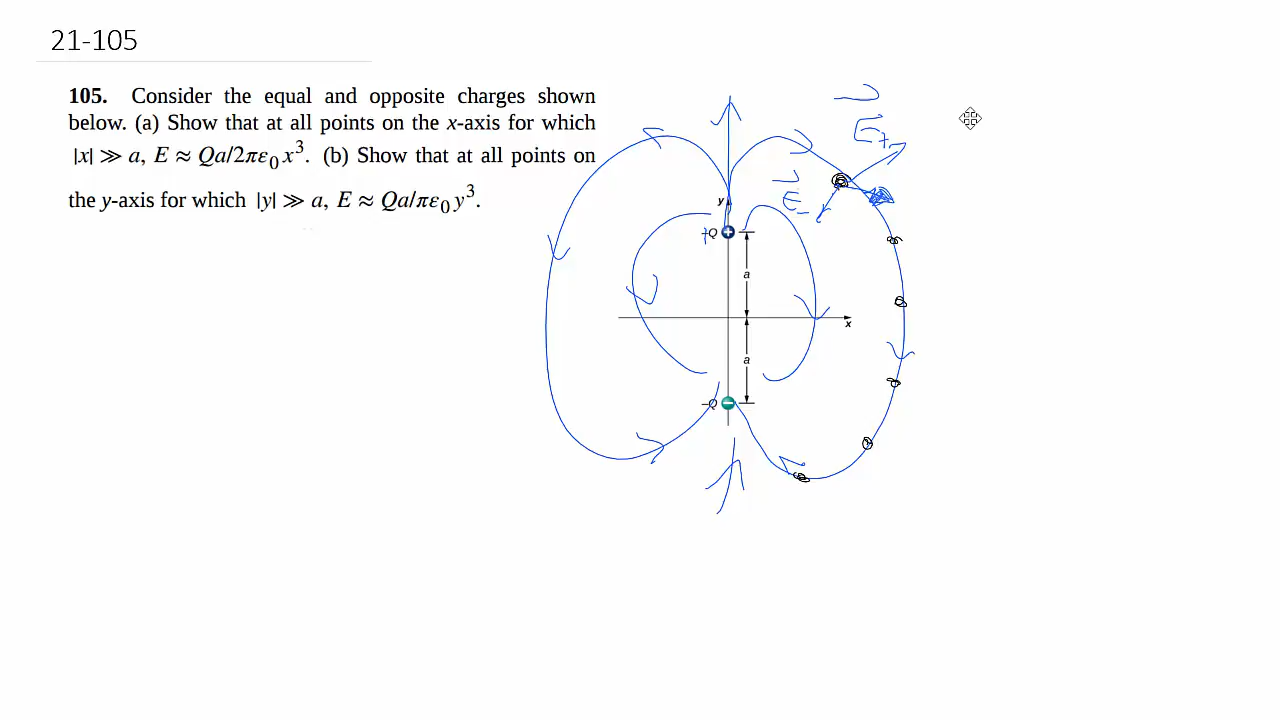 21-105
105. Consider the equal and opposite charges shown
below. (a) Show that at all points on the x-axis for which
|x| ≫ a, E ≈ Qa/2πε₀x³. (b) Show that at all points on
the y-axis for which |y| ≫ a, E ≈ Qa/πε₀y³.
E₊
E₋
y
+Q
+
a
x
a
−Q
−